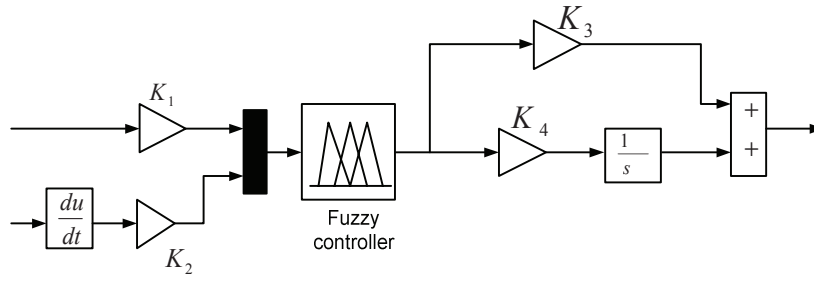 K3
K1
K4
+
+
1
s
du
dt
K2
Fuzzy
controller